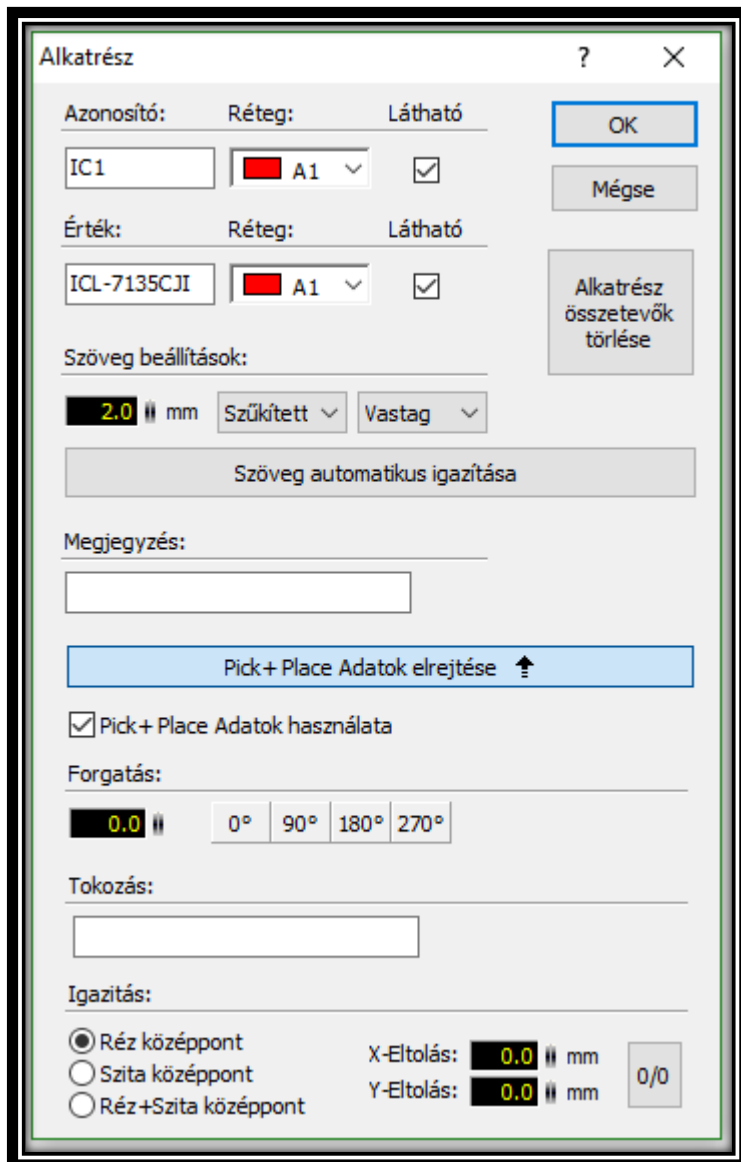 Alkatrész ?
Azonosító: Réteg: Látható
OK
IC1 A1
Mégse
Érték: Réteg: Látható
ICL-7135CJI A1
Alkatrész
összetevők
törlése
Szöveg beállítások:
2.0 mm Szűkített Vastag
Szöveg automatikus igazítása
Megjegyzés:
Pick+Place Adatok elrejtése
Pick+Place Adatok használata
Forgatás:
0.0 0° 90° 180° 270°
Tokozás:
Igazitás:
Réz középpont
Szita középpont
Réz+Szita középpont
X-Eltolás: 0.0 mm
Y-Eltolás: 0.0 mm
0/0